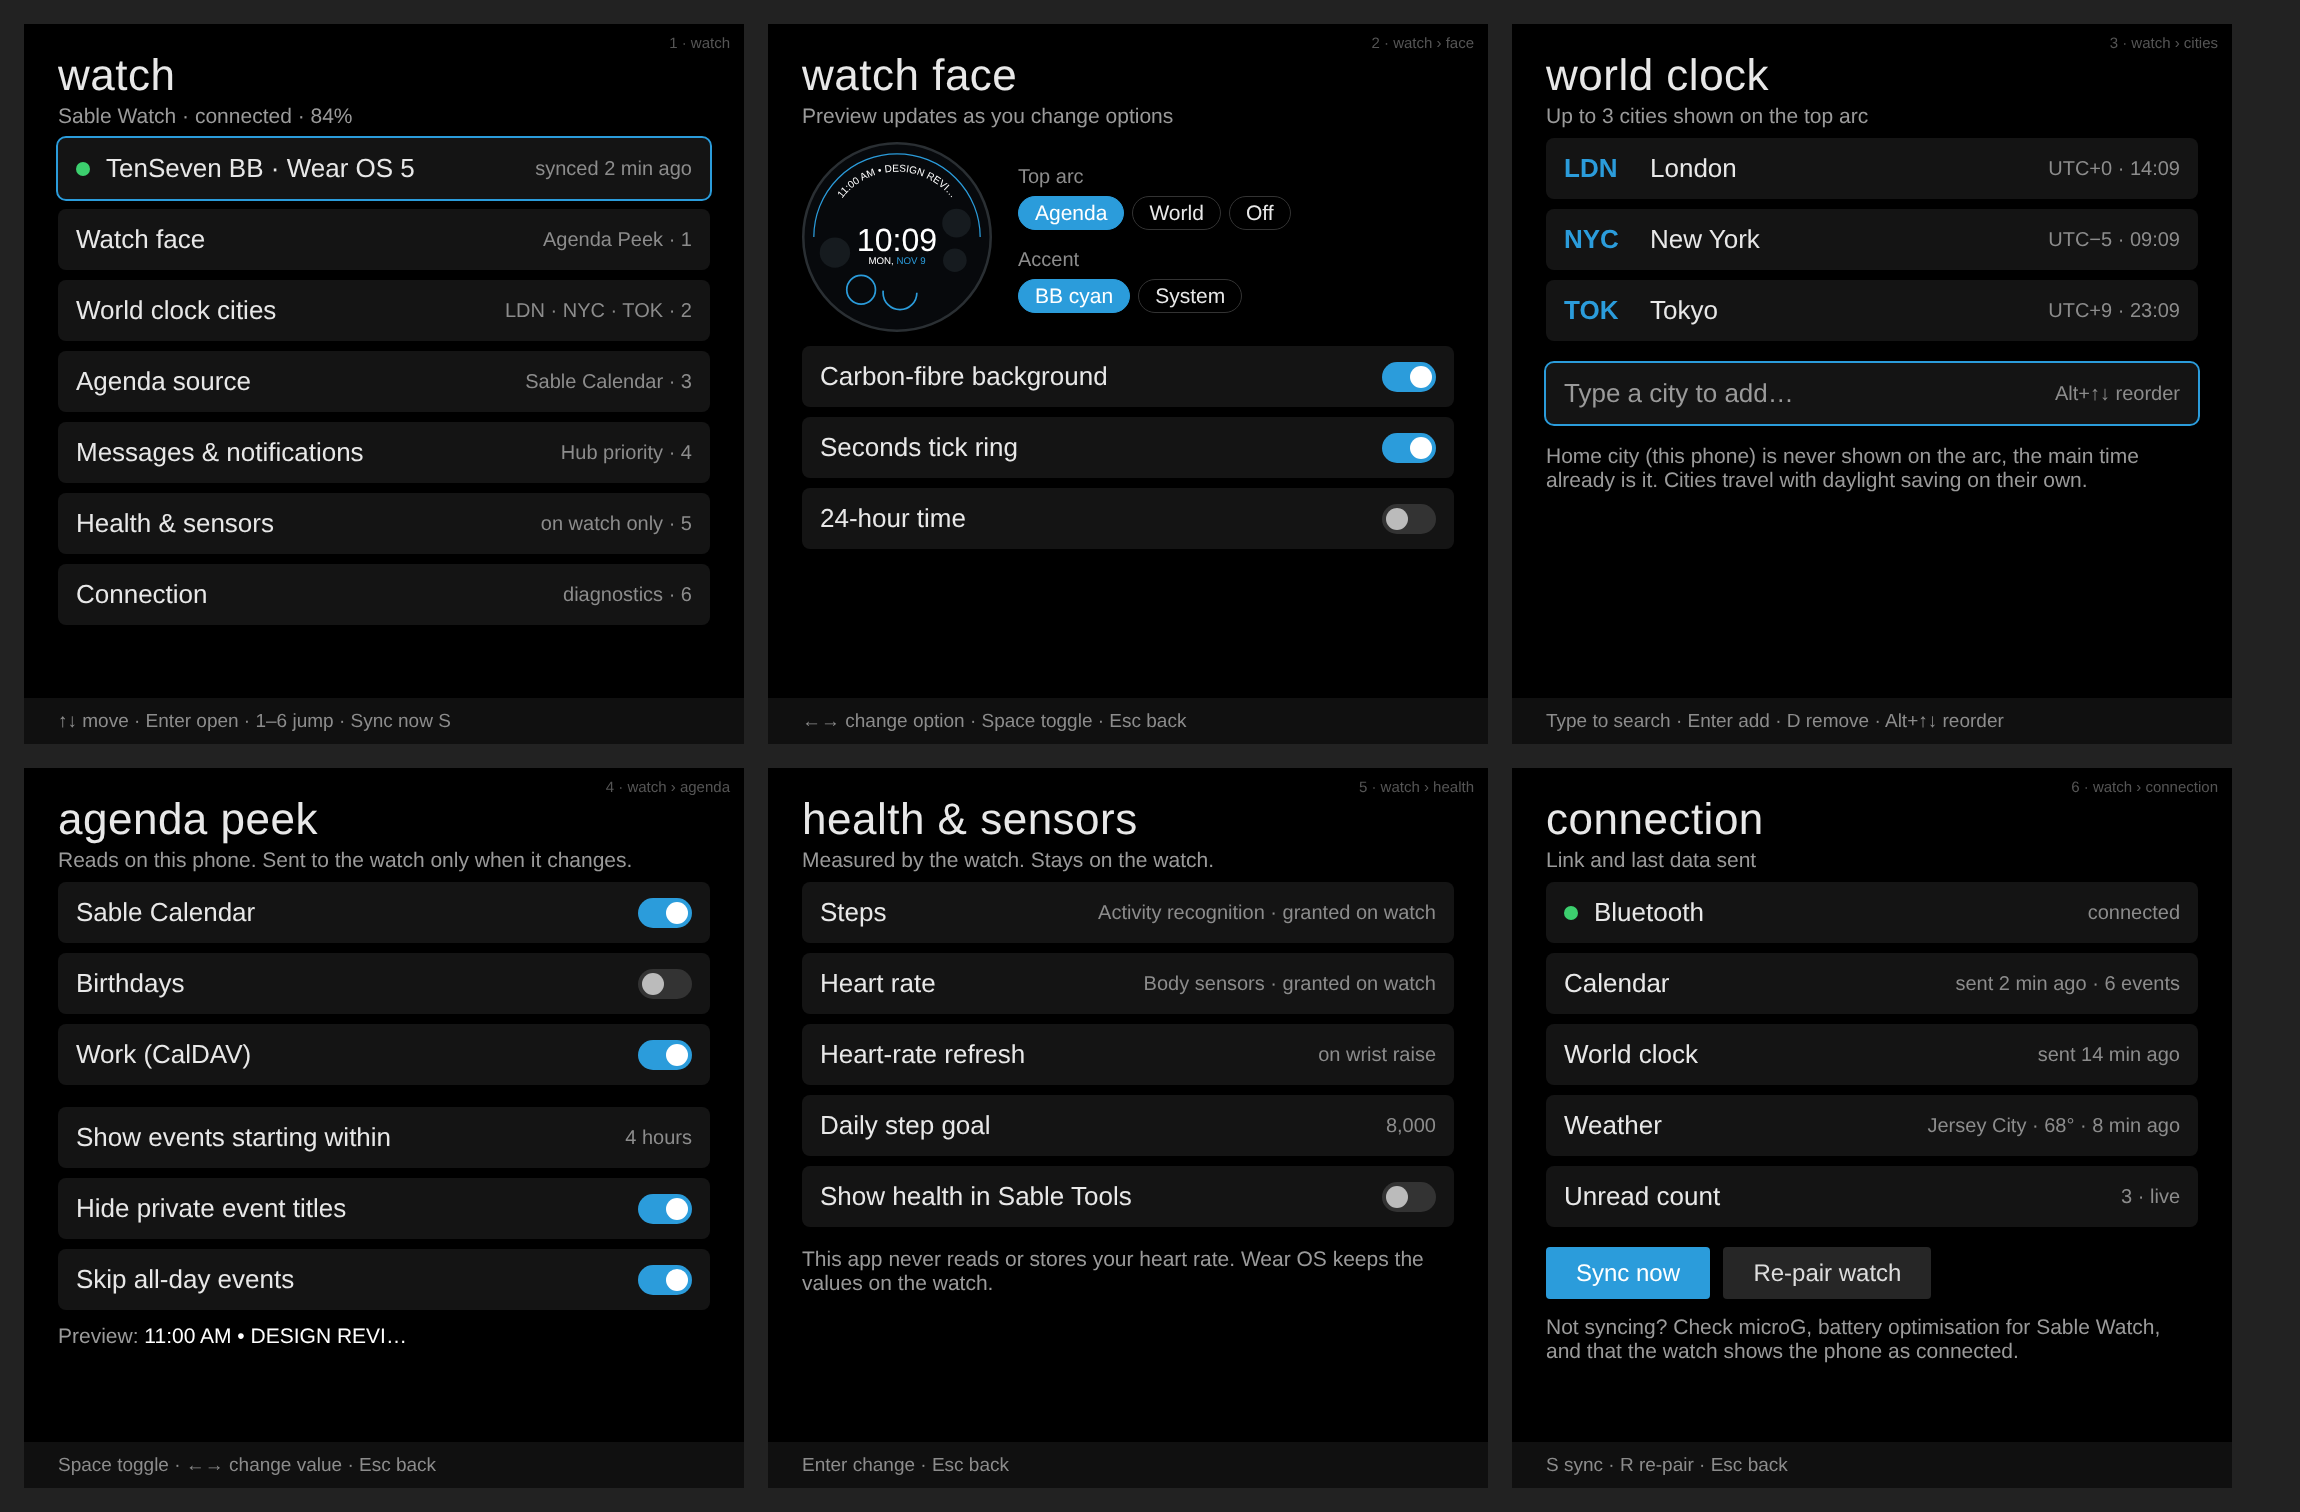 1 · watch
watch
Sable Watch · connected · 84%
TenSeven BB · Wear OS 5 synced 2 min ago
Watch face Agenda Peek · 1
World clock cities LDN · NYC · TOK · 2
Agenda source Sable Calendar · 3
Messages & notifications Hub priority · 4
Health & sensors on watch only · 5
Connection diagnostics · 6
↑↓ move · Enter open · 1–6 jump · Sync now S
2 · watch › face
watch face
Preview updates as you change options
11:00 AM • DESIGN REVI…
10:09
MON, NOV 9
Top arc
Agenda World Off
Accent
BB cyan System
Carbon-fibre background
Seconds tick ring
24-hour time
←→ change option · Space toggle · Esc back
3 · watch › cities
world clock
Up to 3 cities shown on the top arc
LDN London UTC+0 · 14:09
NYC New York UTC−5 · 09:09
TOK Tokyo UTC+9 · 23:09
Type a city to add… Alt+↑↓ reorder
Home city (this phone) is never shown on the arc, the main time
already is it. Cities travel with daylight saving on their own.
Type to search · Enter add · D remove · Alt+↑↓ reorder
4 · watch › agenda
agenda peek
Reads on this phone. Sent to the watch only when it changes.
Sable Calendar
Birthdays
Work (CalDAV)
Show events starting within 4 hours
Hide private event titles
Skip all-day events
Preview: 11:00 AM • DESIGN REVI…
Space toggle · ←→ change value · Esc back
5 · watch › health
health & sensors
Measured by the watch. Stays on the watch.
Steps Activity recognition · granted on watch
Heart rate Body sensors · granted on watch
Heart-rate refresh on wrist raise
Daily step goal 8,000
Show health in Sable Tools
This app never reads or stores your heart rate. Wear OS keeps the
values on the watch.
Enter change · Esc back
6 · watch › connection
connection
Link and last data sent
Bluetooth connected
Calendar sent 2 min ago · 6 events
World clock sent 14 min ago
Weather Jersey City · 68° · 8 min ago
Unread count 3 · live
Sync now Re-pair watch
Not syncing? Check microG, battery optimisation for Sable Watch,
and that the watch shows the phone as connected.
S sync · R re-pair · Esc back